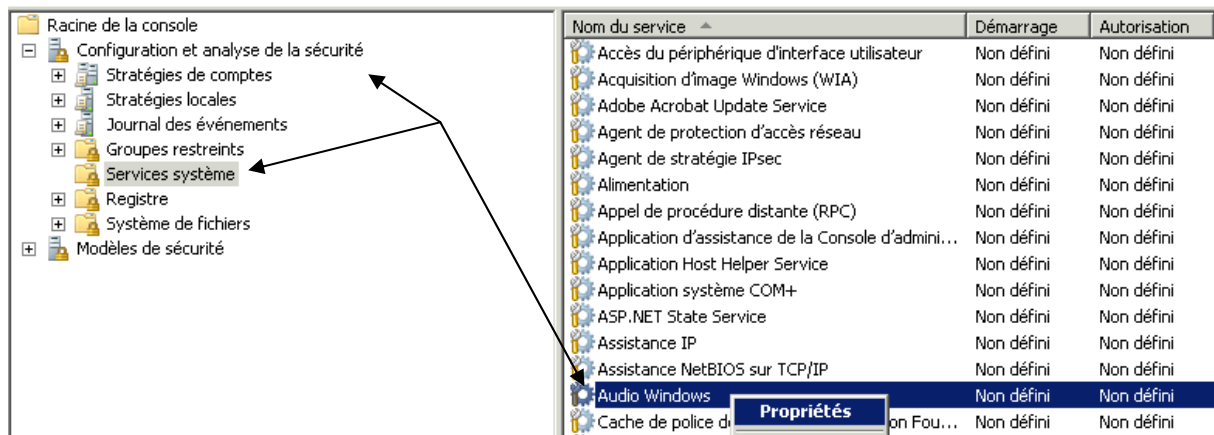 Racine de la console
Configuration et analyse de la sécurité
Stratégies de comptes
Stratégies locales
Journal des événements
Groupes restreints
Services système
Registre
Système de fichiers
Modèles de sécurité
Nom du service Démarrage Autorisation
Accès du périphérique d'interface utilisateur Non défini Non défini
Acquisition d'image Windows (WIA) Non défini Non défini
Adobe Acrobat Update Service Non défini Non défini
Agent de protection d'accès réseau Non défini Non défini
Agent de stratégie IPsec Non défini Non défini
Alimentation Non défini Non défini
Appel de procédure distante (RPC) Non défini Non défini
Application d'assistance de la Console d'admini... Non défini Non défini
Application Host Helper Service Non défini Non défini
Application système COM+ Non défini Non défini
ASP.NET State Service Non défini Non défini
Assistance IP Non défini Non défini
Assistance NetBIOS sur TCP/IP Non défini Non défini
Audio Windows Non défini Non défini
Propriétés
Cache de police d on Fou... Non défini Non défini